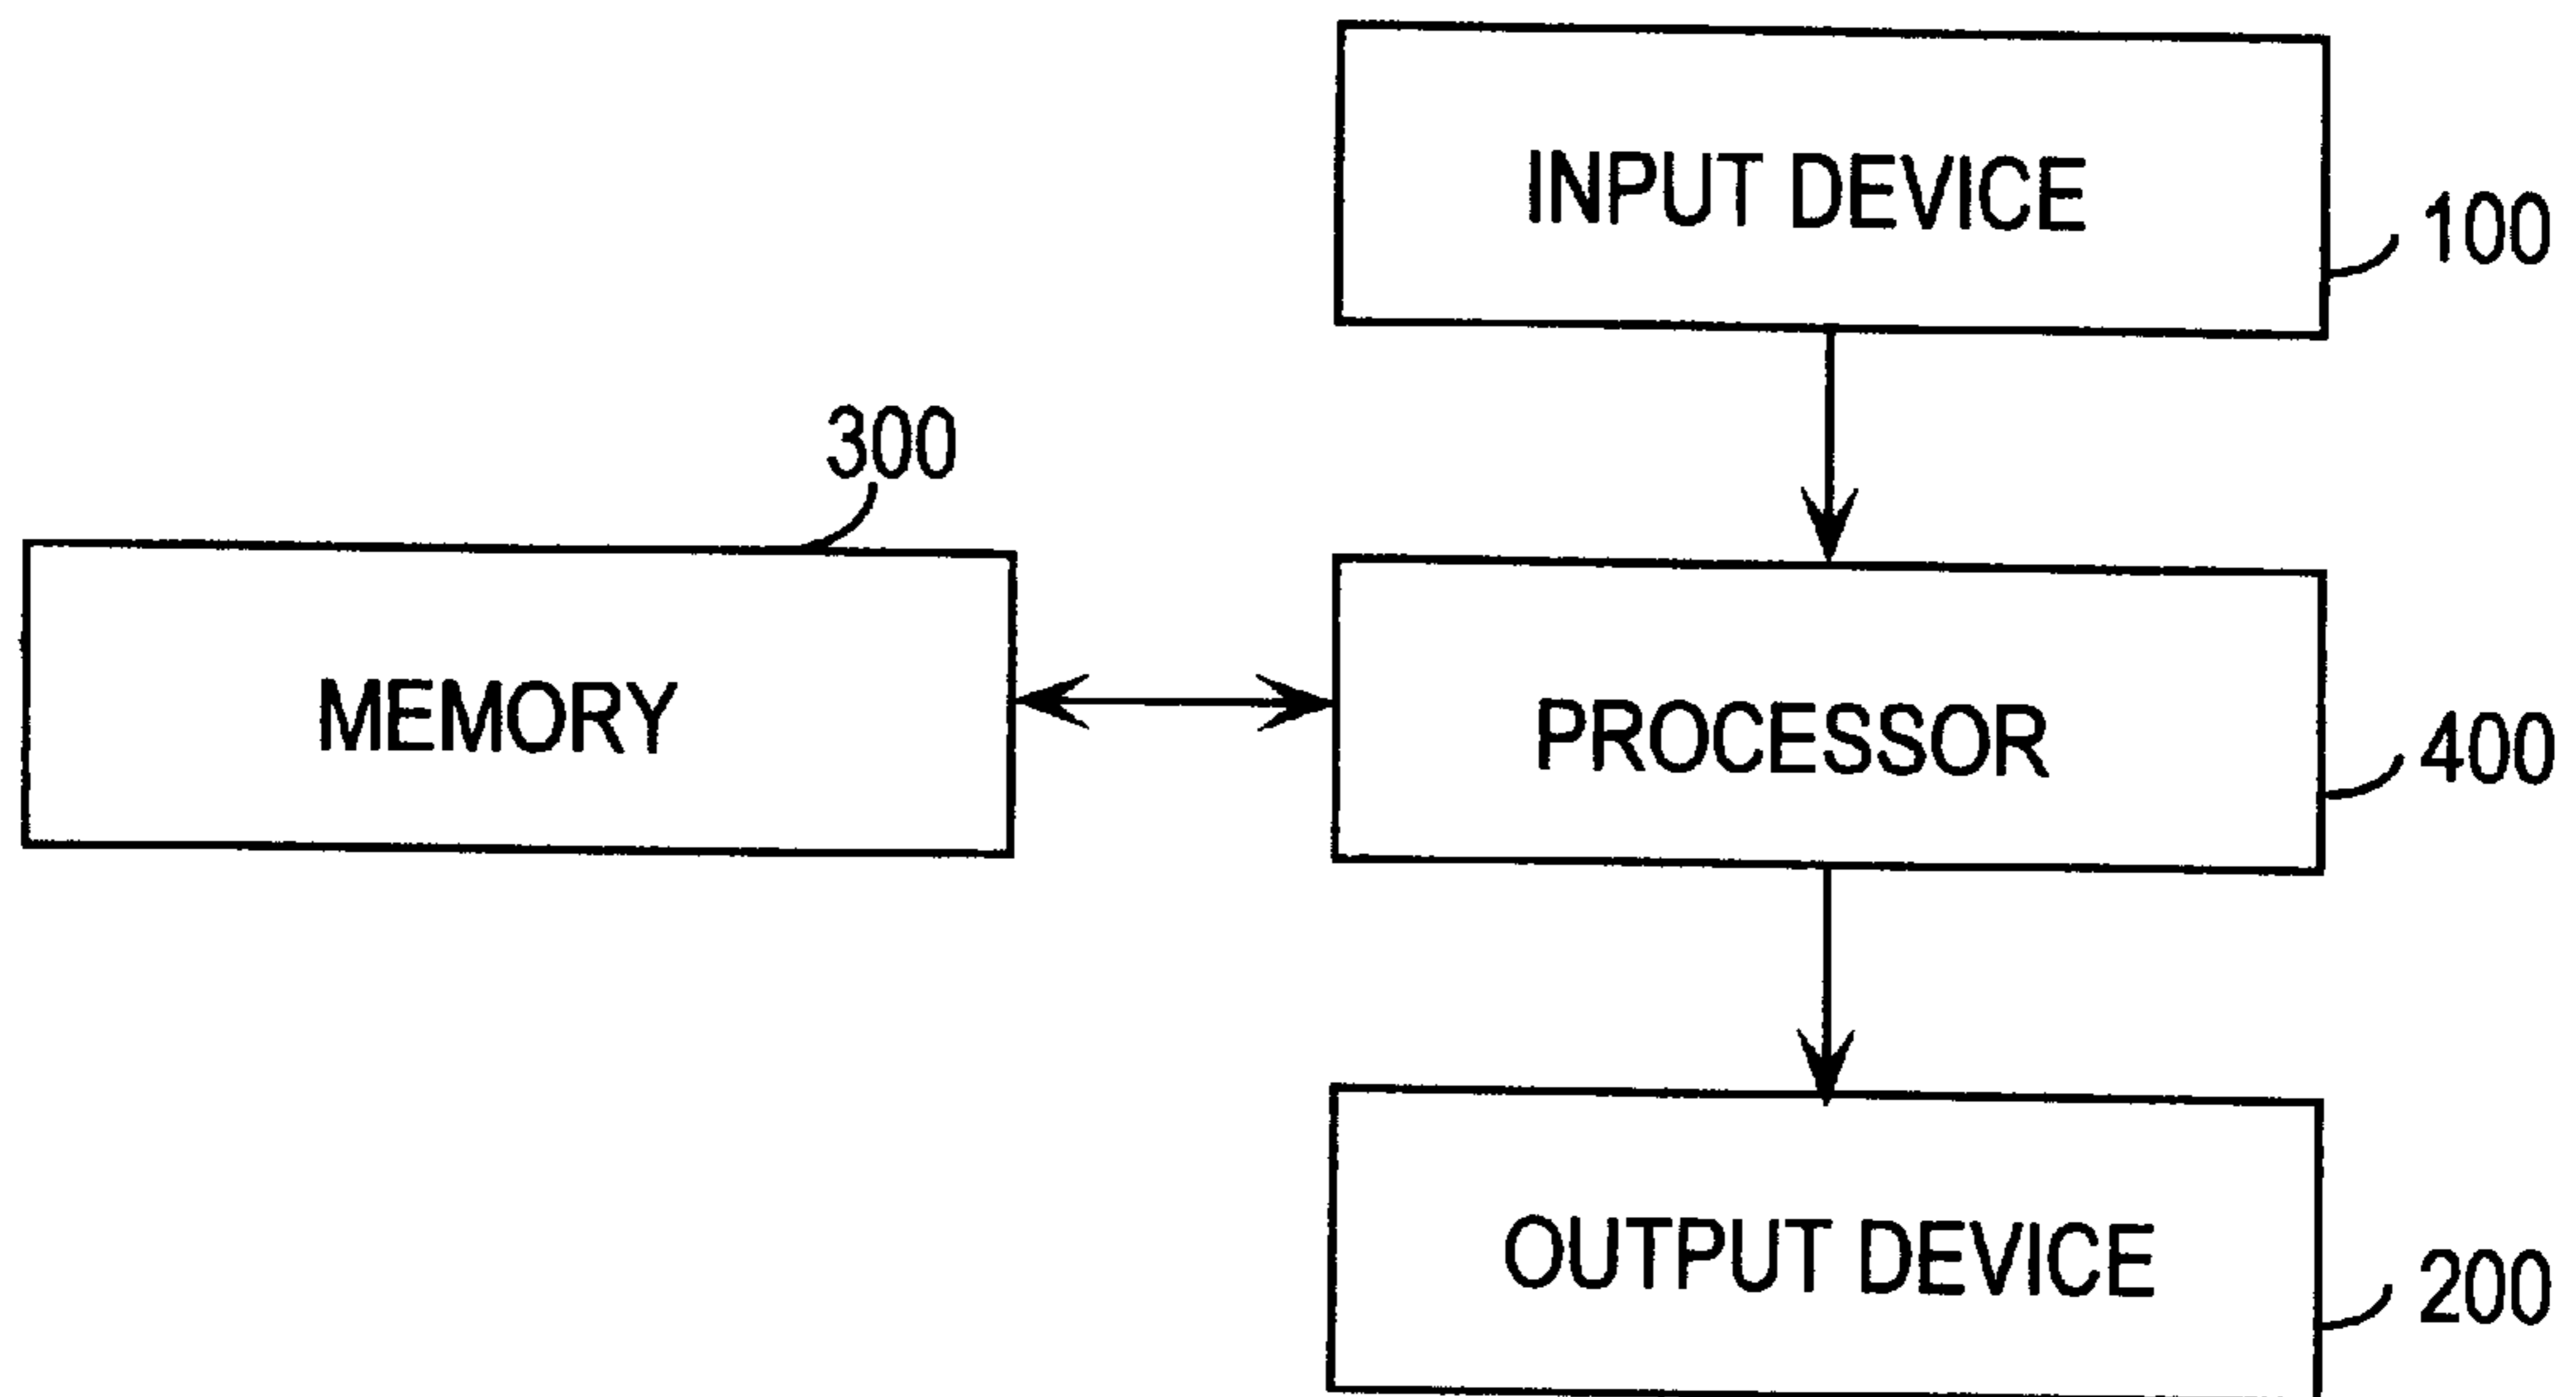 INPUT DEVICE
100
300
MEMORY
PROCESSOR
400
OUTPUT DEVICE
200